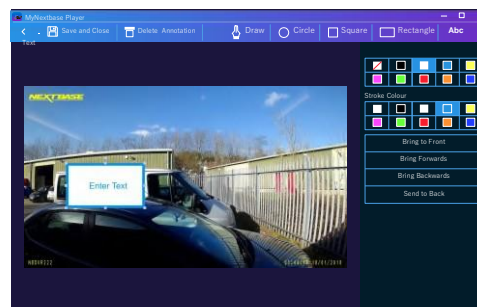 MyNextbase Player
Save and Close Delete Annotation Draw Circle Square Rectangle Abc
Text
NEXTBASE
Stroke Colour
Bring to Front
Bring Forwards
Enter Text
Bring Backwards
Send to Back